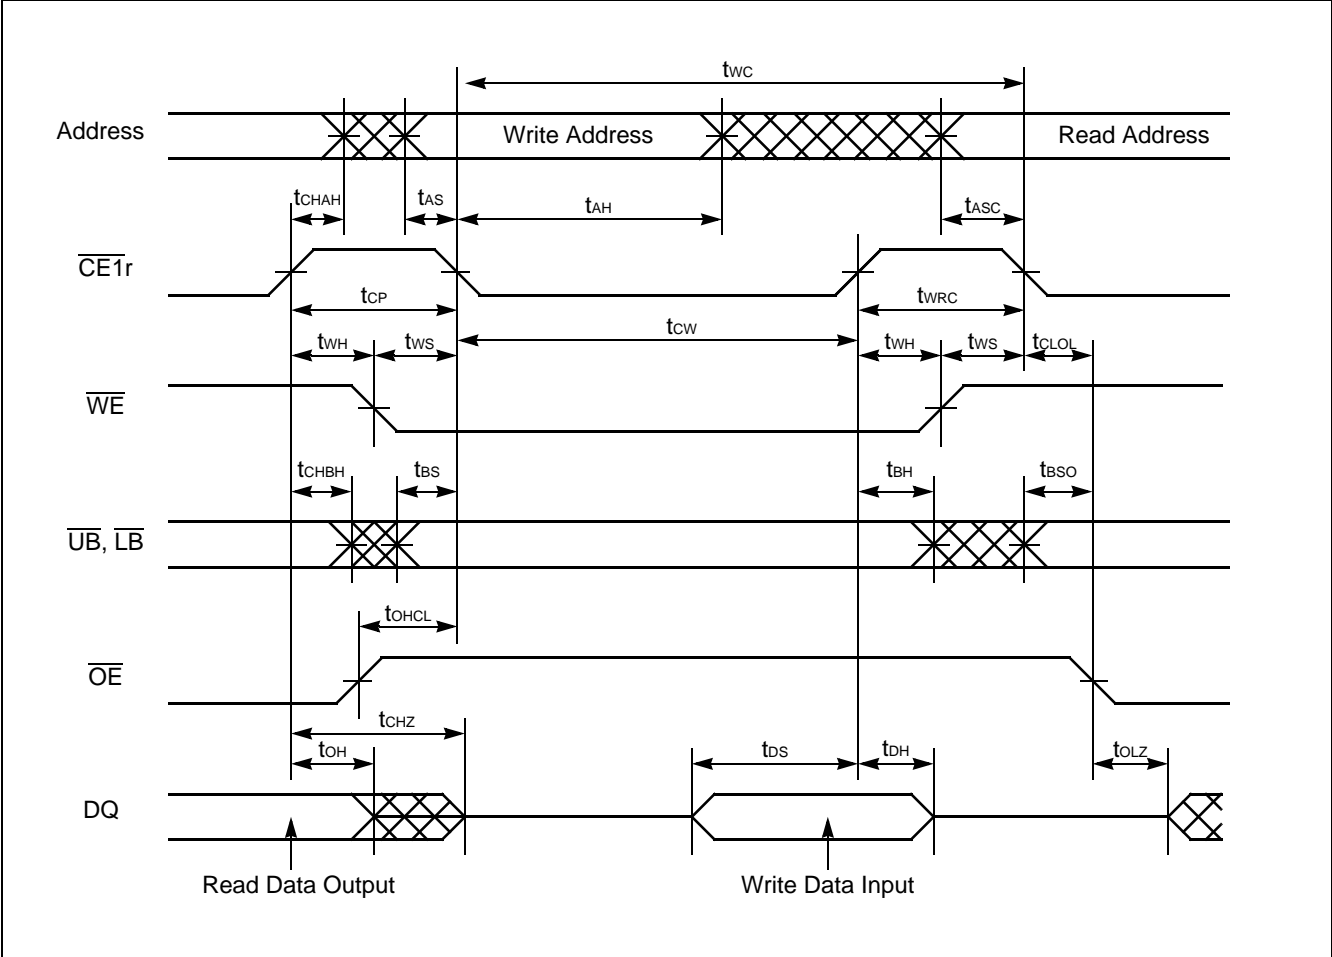 tWC
Address
Write Address
Read Address
tCHAH
tAS
tAH
tASC
CE1r
tCP
tWRC
tCW
tWH
tWS
tWH
tWS
tCLOL
WE
tCHBH
tBS
tBH
tBSO
UB, LB
tOHCL
OE
tCHZ
tOH
tDS
tDH
tOLZ
DQ
Read Data Output
Write Data Input